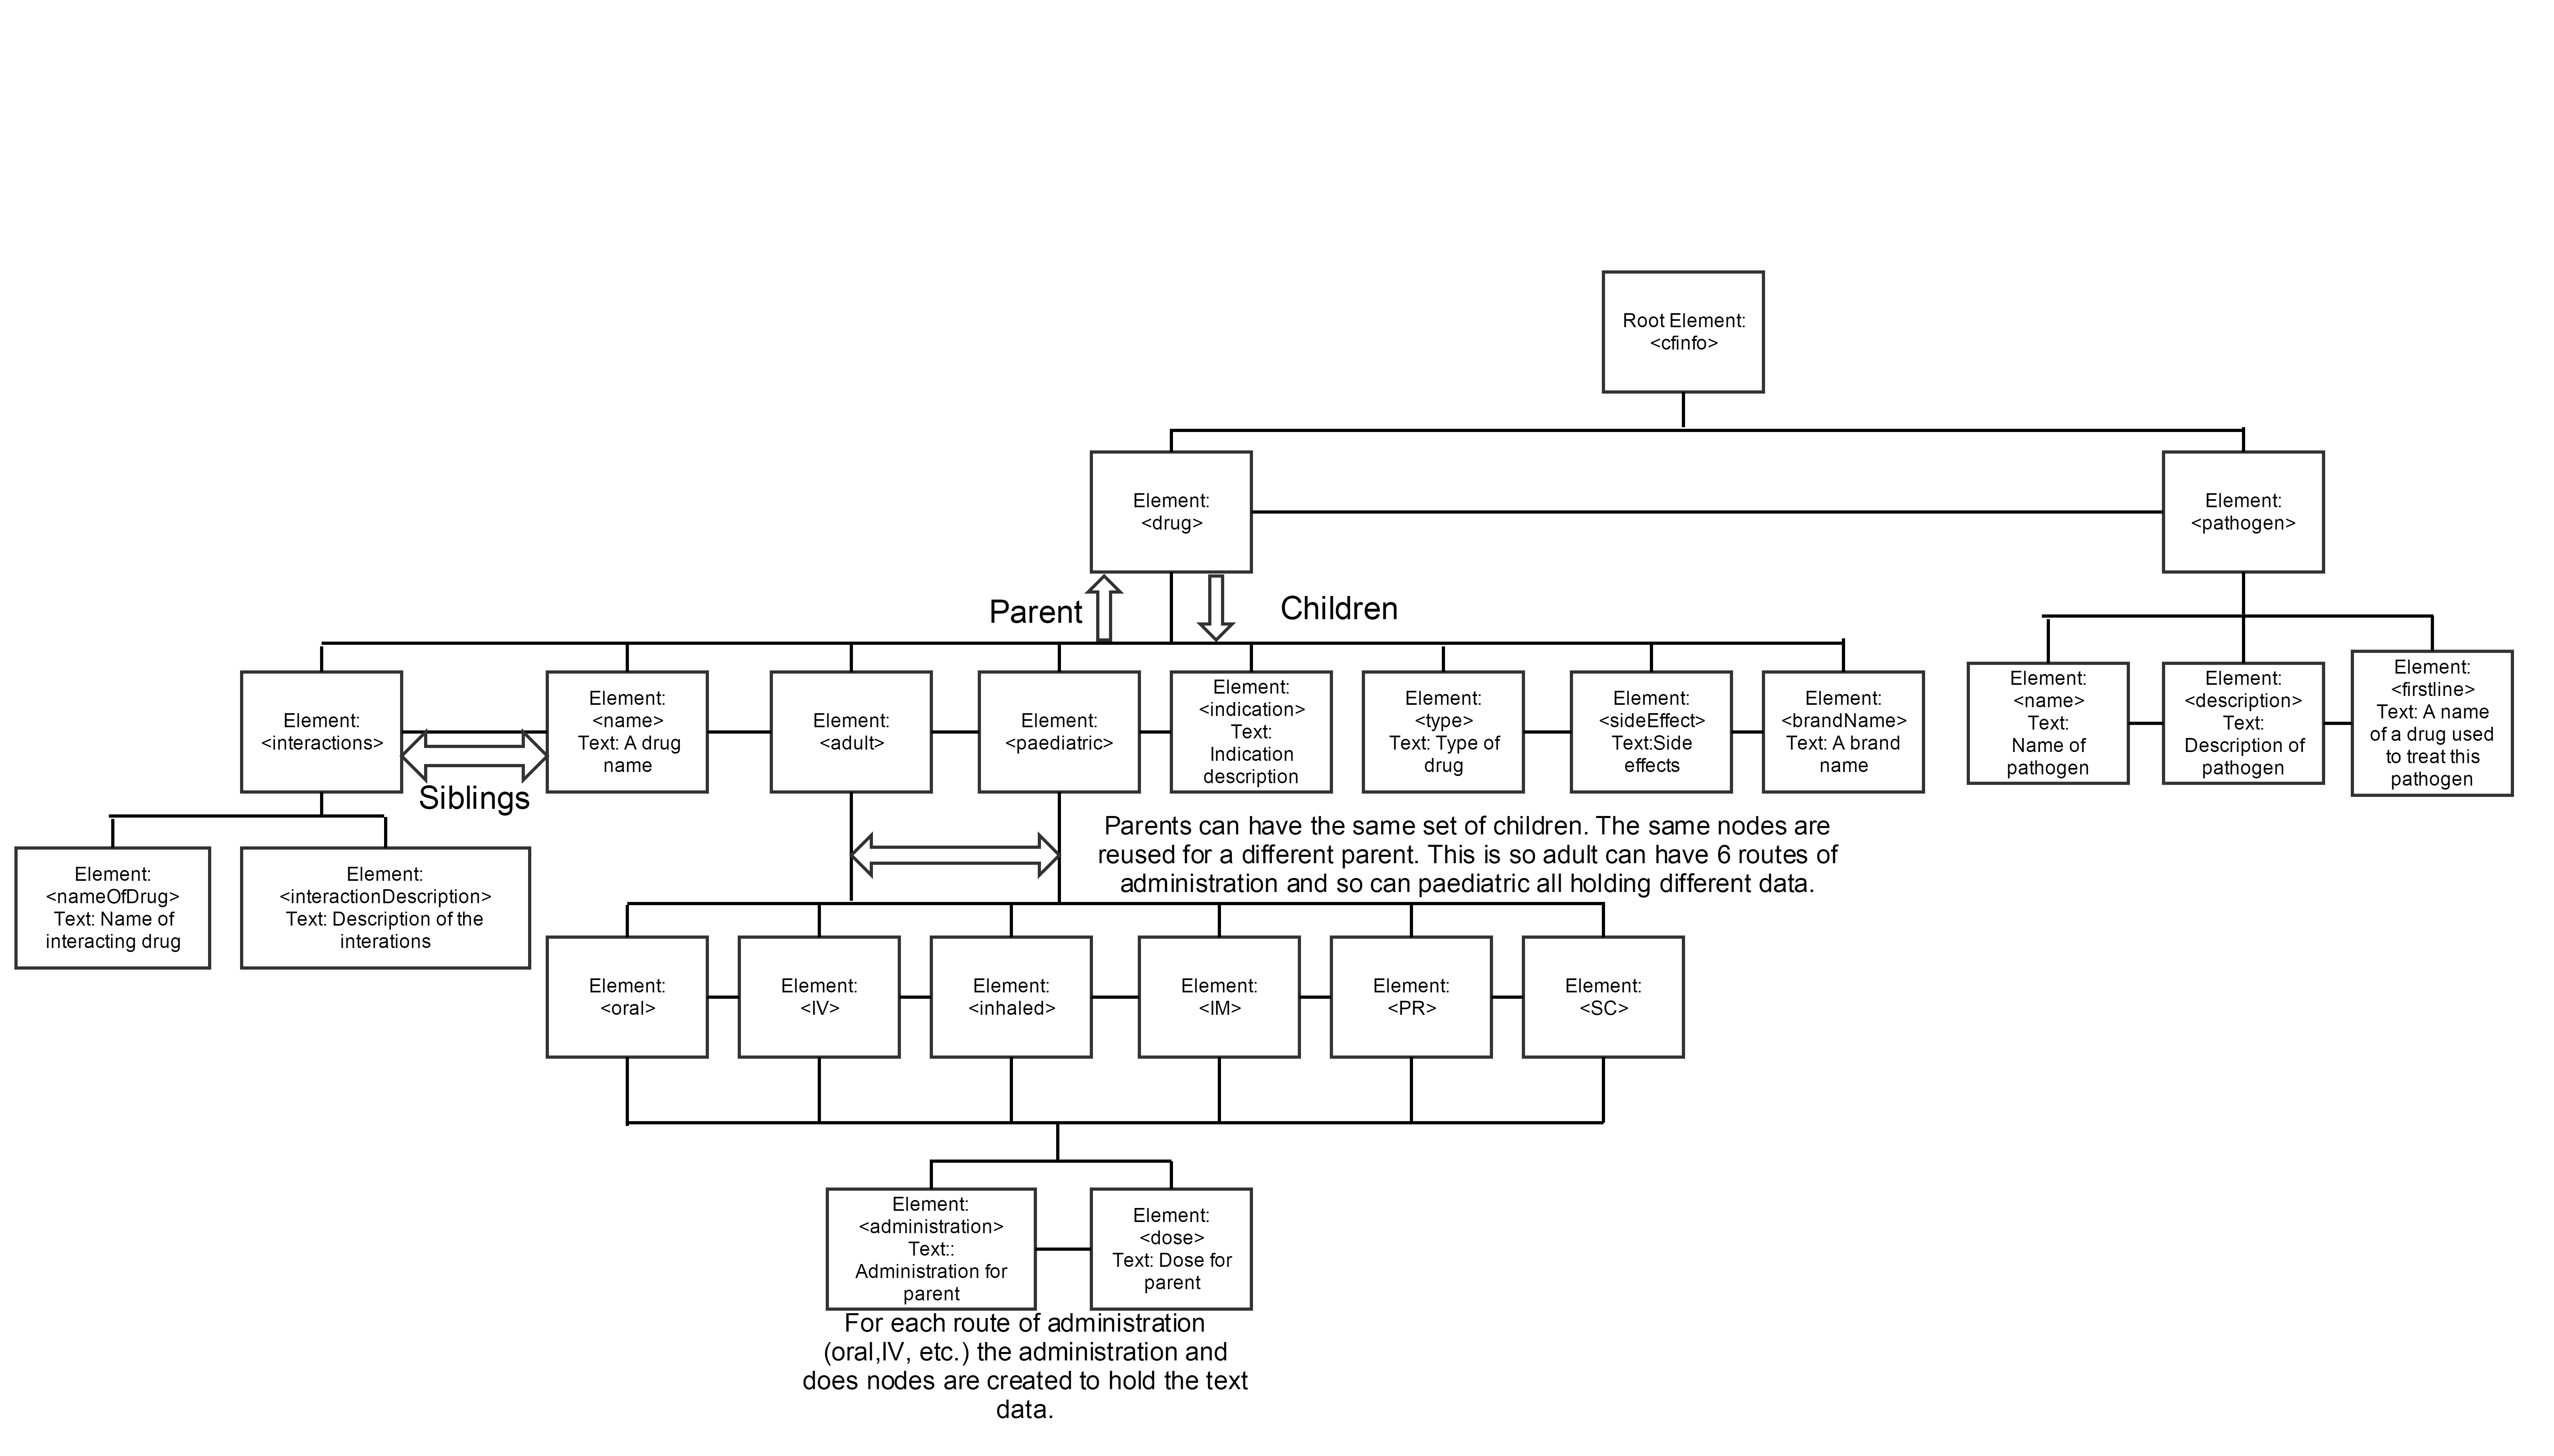 Root Element:
<cfinfo>
Element:
<drug>
Element:
<pathogen>
Parent
Children
Element:
<interactions>
Element:
<name>
Text: A drug
name
Element:
<adult>
Element:
<paediatric>
Element:
<indication>
Text:
Indication
description
Element:
<type>
Text: Type of
drug
Element:
<sideEffect>
Text:Side
effects
Element:
<brandName>
Text: A brand
name
Element:
<name>
Text:
Name of
pathogen
Element:
<description>
Text:
Description of
pathogen
Element:
<firstline>
Text: A name
of a drug used
to treat this
pathogen
Siblings
Parents can have the same set of children. The same nodes are
reused for a different parent. This is so adult can have 6 routes of
administration and so can paediatric all holding different data.
Element:
<nameOfDrug>
Text: Name of
interacting drug
Element:
<interactionDescription>
Text: Description of the
interations
Element:
<oral>
Element:
<IV>
Element:
<inhaled>
Element:
<IM>
Element:
<PR>
Element:
<SC>
Element:
<administration>
Text::
Administration for
parent
Element:
<dose>
Text: Dose for
parent
For each route of administration
(oral,IV, etc.) the administration and
does nodes are created to hold the text
data.